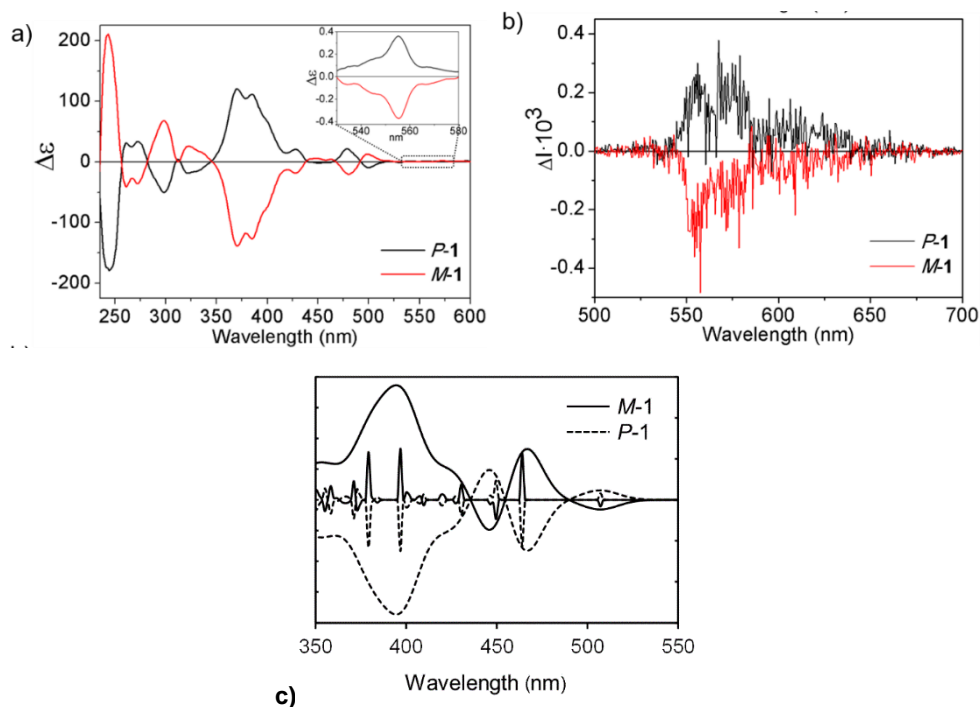 a)
200
100
0
-100
-200
Δε
250 300 350 400 450 500 550 600
Wavelength (nm)
P-1
M-1
0.4
0.2
0.0
-0.2
-0.4
Δε
540 560 580
nm
b)
0.4
0.2
0.0
-0.2
-0.4
ΔI·10³
500 550 600 650 700
Wavelength (nm)
P-1
M-1
M-1
P-1
350 400 450 500 550
Wavelength (nm)
c)